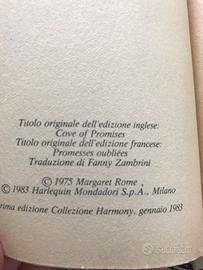 Titolo originale dell'edizione inglese:
Cove of Promises
Titolo originale dell'edizione francese:
Promesses oubliées
Traduzione di Fanny Zambrini
© 1975 Margaret Rome
© 1983 Harlequin Mondadori S.p.A., Milano
rima edizione Collezione Harmony, gennaio 1983
subito